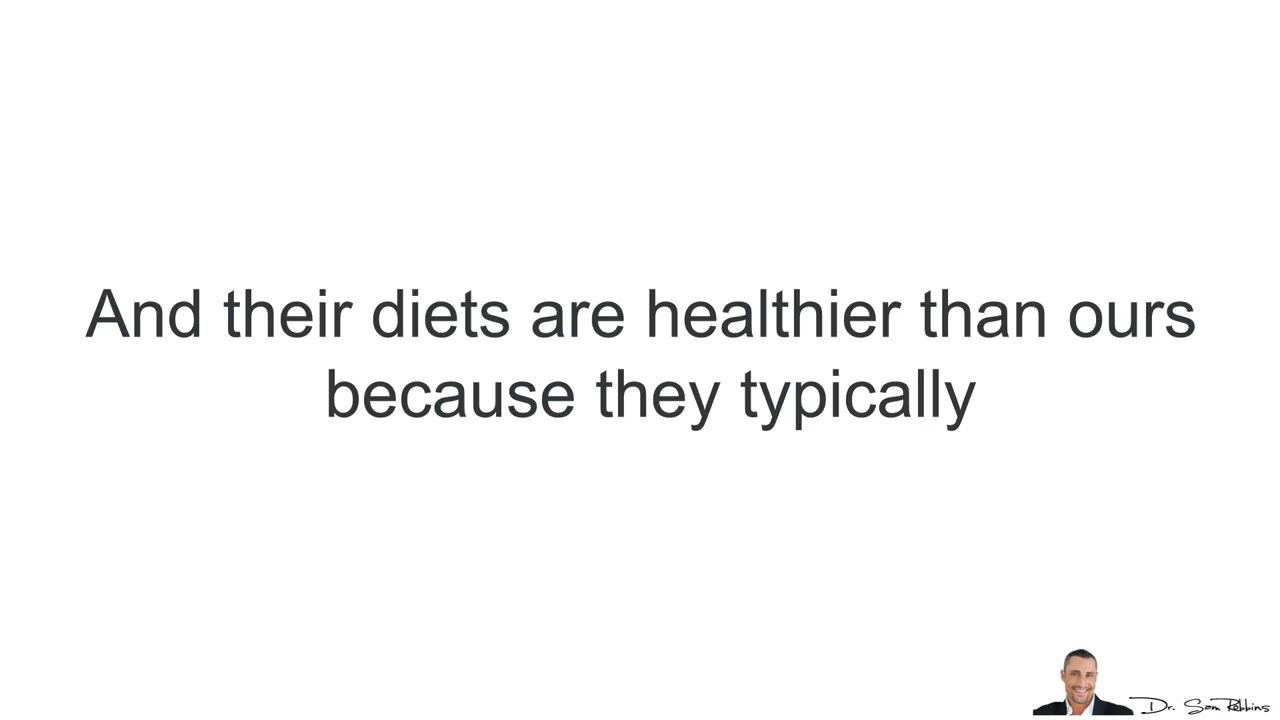 And their diets are healthier than ours
because they typically
Dr. Sam Robbins